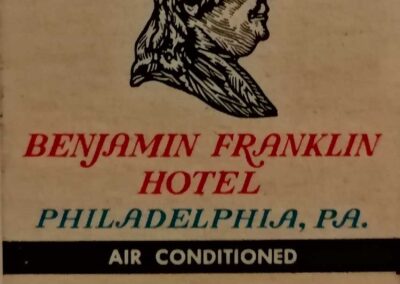 BENJAMIN FRANKLIN
HOTEL
PHILADELPHIA, PA.
AIR CONDITIONED